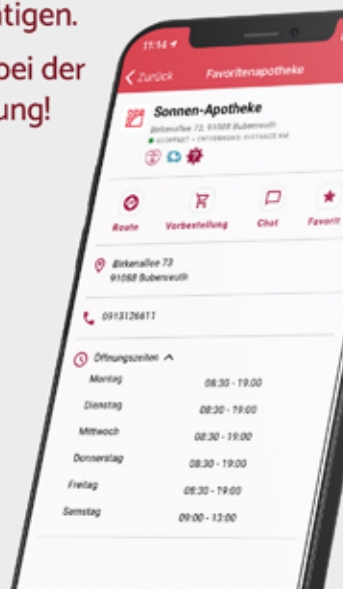 tigen.
bei der
ung!
11:14
Zurück
Favoritenapotheke
Sonnen-Apotheke
Birkenallee 73, 91088 Bubenreuth
Route
Vorbestellung
Chat
Favorit
Birkenallee 73
91088 Bubenreuth
0913126611
Öffnungszeiten
Montag 08:30 - 19:00
Dienstag 08:30 - 19:00
Mittwoch 08:30 - 19:00
Donnerstag 08:30 - 19:00
Freitag 08:30 - 19:00
Samstag 09:00 - 13:00